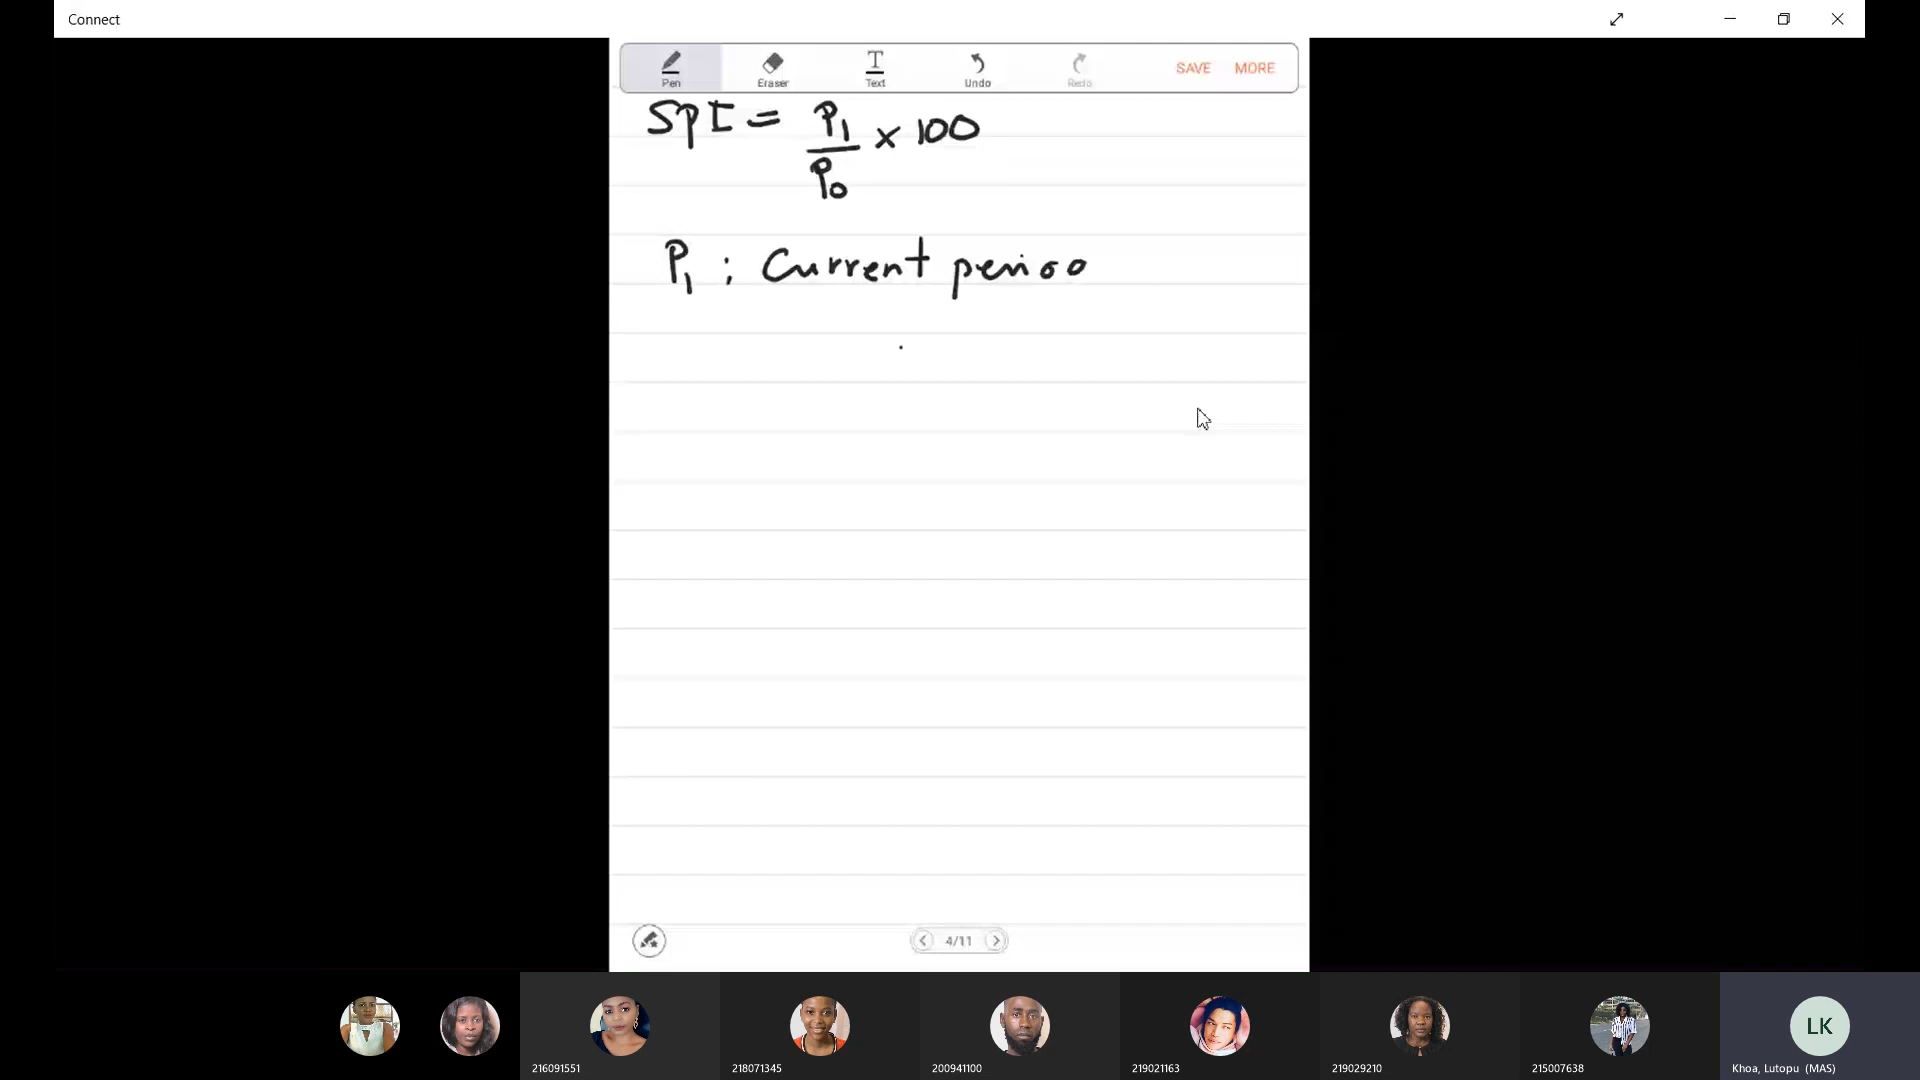 Connect
Pen Eraser Text Undo Redo SAVE MORE
SPI = P1/P0 × 100
P1 : Current perioo
4/11
216091551 218071345 200941100 219021163 219029210 215007638 Khoa, Lutopu (MAS)
LK